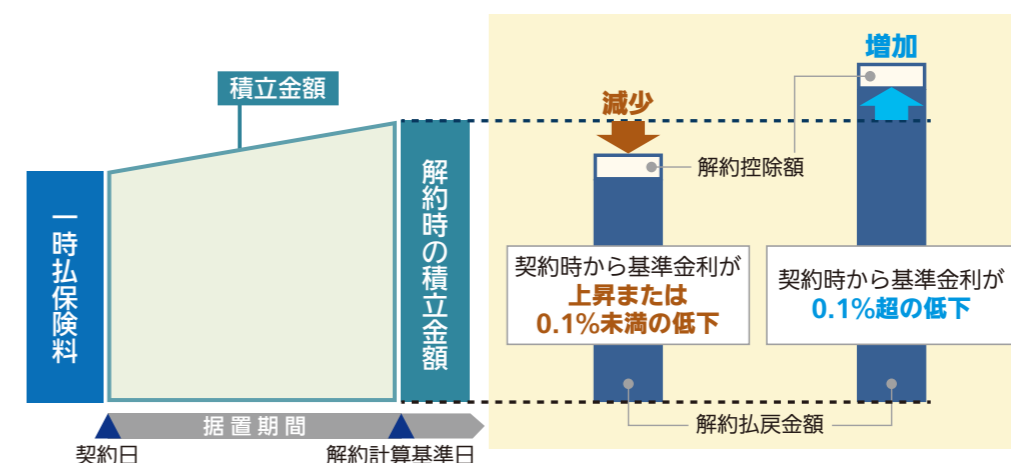 積立金額
一時払保険料
解約時の積立金額
据置期間
契約日
解約計算基準日
減少
増加
解約控除額
契約時から基準金利が
上昇または
0.1%未満の低下
契約時から基準金利が
0.1%超の低下
解約払戻金額